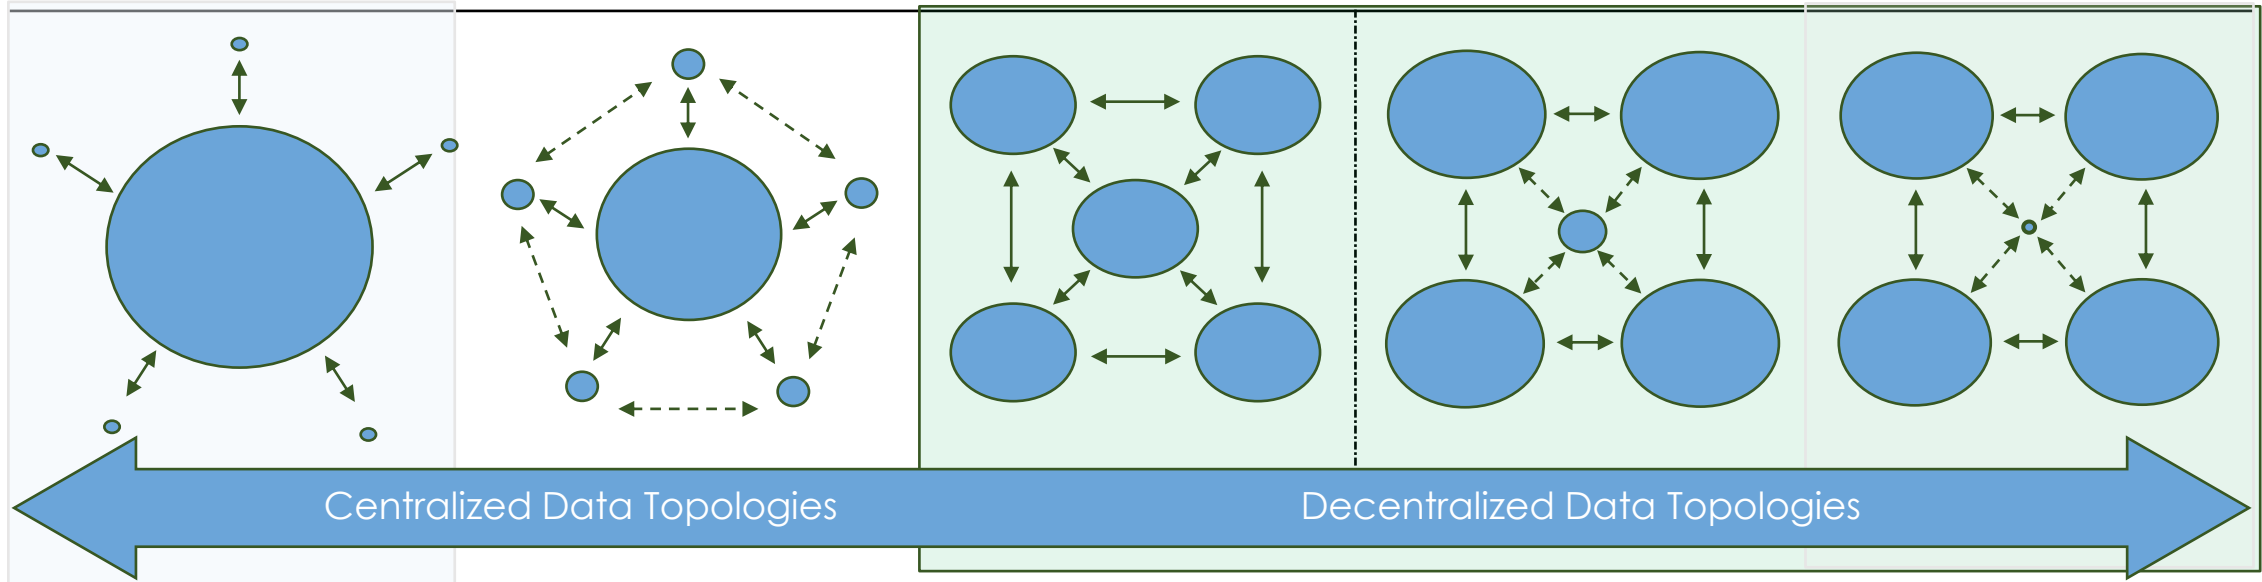 Centralized Data Topologies
Decentralized Data Topologies